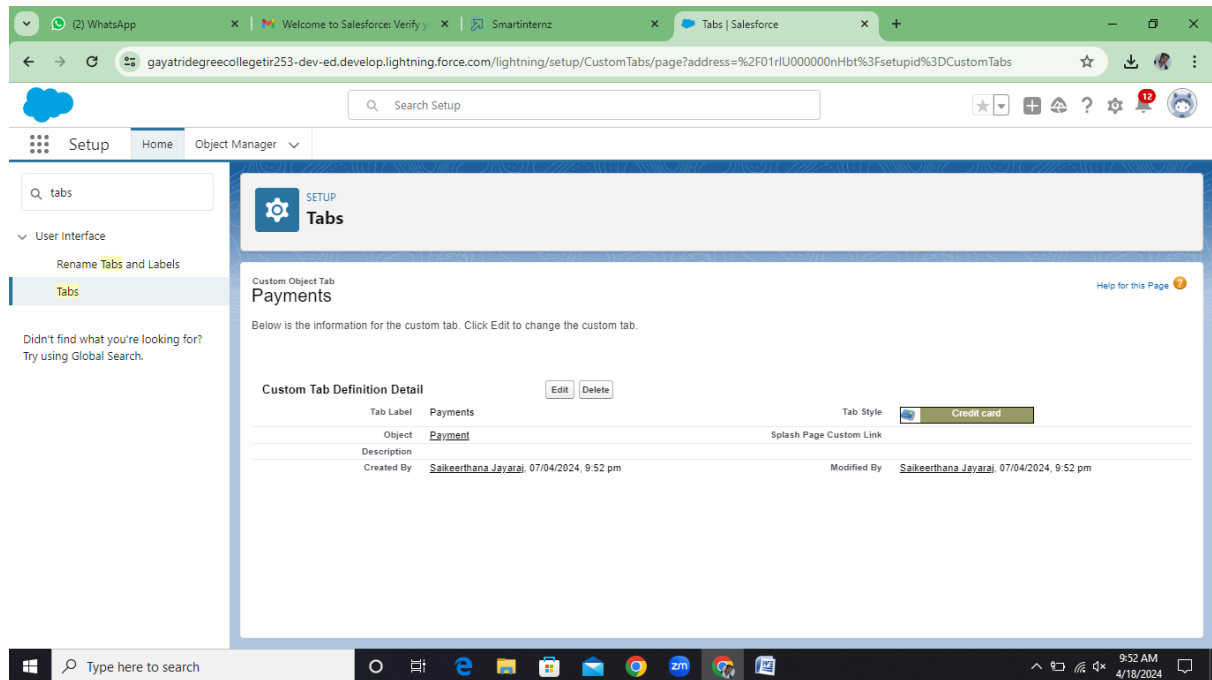 (2) WhatsApp
Welcome to Salesforce: Verify y
Smartinternz
Tabs | Salesforce
gayatridegreecollegetir253-dev-ed.develop.lightning.force.com/lightning/setup/CustomTabs/page?address=%2F01rIU000000nHbt%3Fsetupid%3DCustomTabs
Search Setup
12
Setup
Home
Object Manager
tabs
User Interface
Rename Tabs and Labels
Tabs
Didn't find what you're looking for?
Try using Global Search.
SETUP
Tabs
Custom Object Tab
Payments
Help for this Page
Below is the information for the custom tab. Click Edit to change the custom tab.
Custom Tab Definition Detail Edit Delete
Tab Label Payments Tab Style Credit card
Object Payment Splash Page Custom Link
Description
Created By Saikeerthana Jayaraj, 07/04/2024, 9:52 pm Modified By Saikeerthana Jayaraj, 07/04/2024, 9:52 pm
Type here to search
zm
9:52 AM
4/18/2024